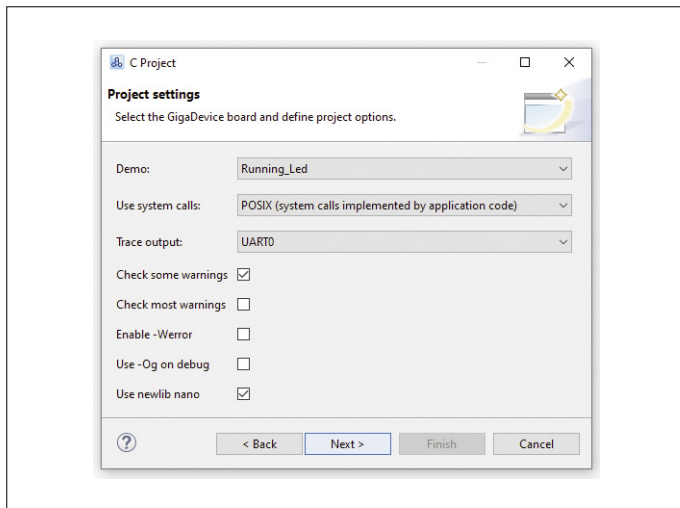 C Project
Project settings
Select the GigaDevice board and define project options.
Demo: Running_Led
Use system calls: POSIX (system calls implemented by application code)
Trace output: UART0
Check some warnings
Check most warnings
Enable -Werror
Use -Og on debug
Use newlib nano
? < Back Next > Finish Cancel